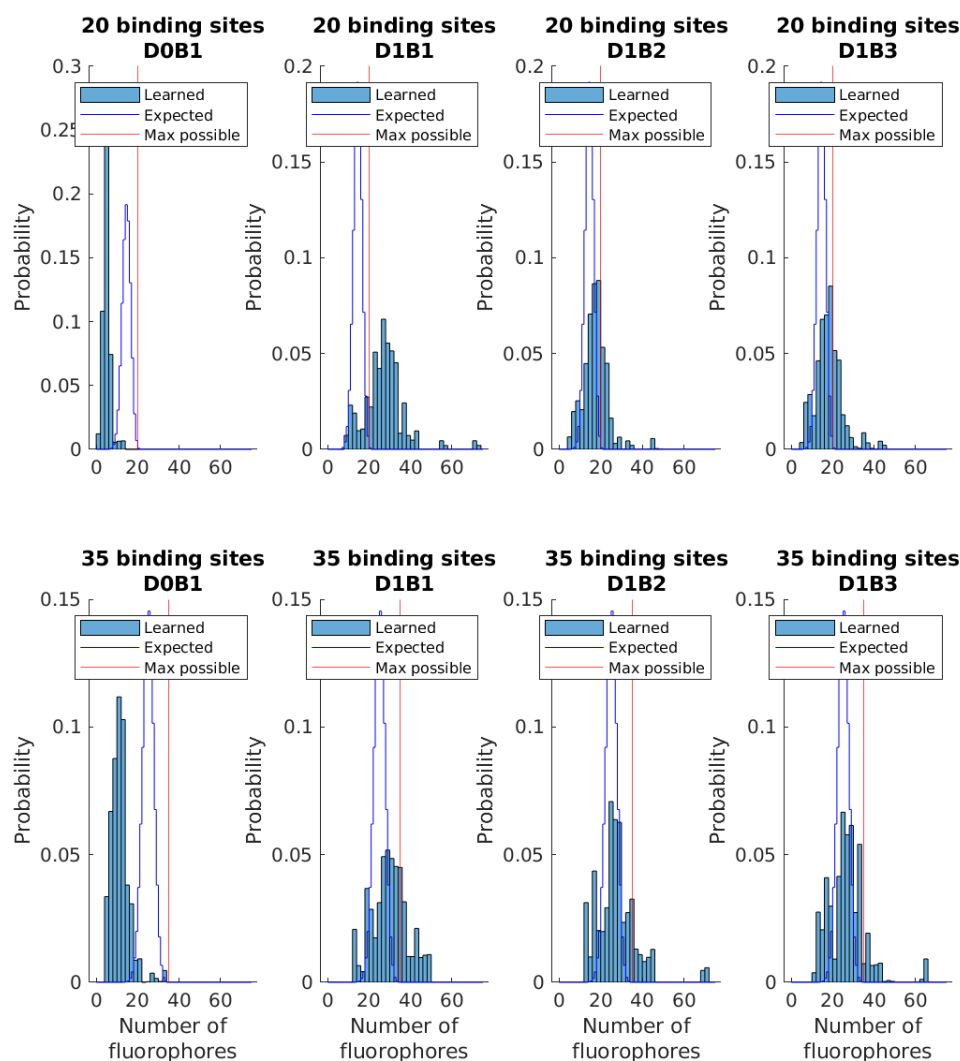 20 binding sites
D0B1
20 binding sites
D1B1
20 binding sites
D1B2
20 binding sites
D1B3
0.3
0.25
0.2
0.15
0.1
0.05
0
Probability
Learned
Expected
Max possible
0 20 40 60
0.2
0.15
0.1
0.05
0
Probability
Learned
Expected
Max possible
0 20 40 60
0.2
0.15
0.1
0.05
0
Probability
Learned
Expected
Max possible
0 20 40 60
0.2
0.15
0.1
0.05
0
Probability
Learned
Expected
Max possible
0 20 40 60
35 binding sites
D0B1
35 binding sites
D1B1
35 binding sites
D1B2
35 binding sites
D1B3
0.15
0.1
0.05
0
Probability
Learned
Expected
Max possible
0 20 40 60
Number of
fluorophores
0.15
0.1
0.05
0
Probability
Learned
Expected
Max possible
0 20 40 60
Number of
fluorophores
0.15
0.1
0.05
0
Probability
Learned
Expected
Max possible
0 20 40 60
Number of
fluorophores
0.15
0.1
0.05
0
Probability
Learned
Expected
Max possible
0 20 40 60
Number of
fluorophores